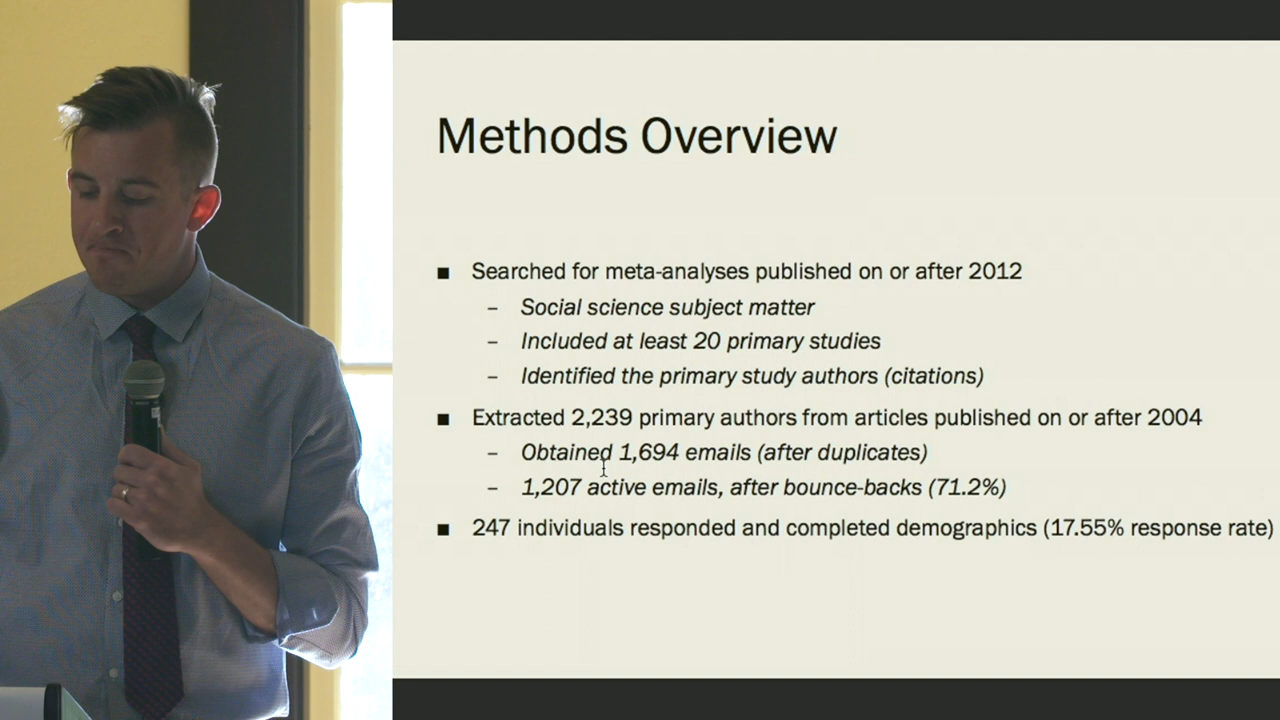 Methods Overview
■ Searched for meta-analyses published on or after 2012
– Social science subject matter
– Included at least 20 primary studies
– Identified the primary study authors (citations)
■ Extracted 2,239 primary authors from articles published on or after 2004
– Obtained 1,694 emails (after duplicates)
– 1,207 active emails, after bounce-backs (71.2%)
■ 247 individuals responded and completed demographics (17.55% response rate)